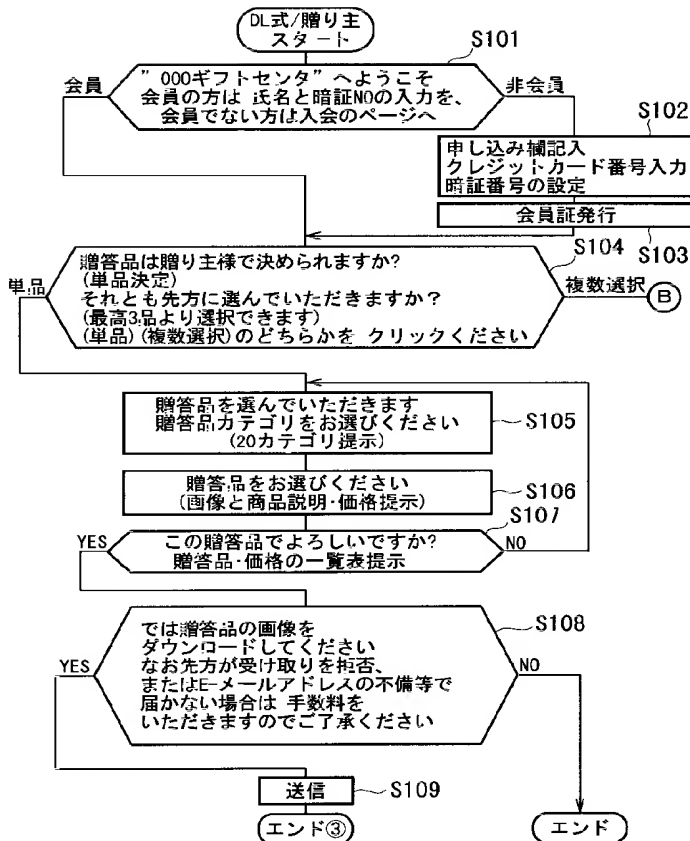 DL式/贈り主
スタート
S101
会員
”000ギフトセンタ”へようこそ
会員の方は 氏名と暗証NOの入力を、
会員でない方は入会のページへ
非会員
S102
申し込み欄記入
クレジットカード番号入力
暗証番号の設定
会員証発行
S103
S104
単品
贈答品は贈り主様で決められますか?
(単品決定)
それとも先方に選んでいただきますか？
(最高3品より選択できます)
(単品)(複数選択)のどちらかを クリックください
複数選択
B
贈答品を選んでいただきます
贈答品カテゴリをお選びください
(20カテゴリ提示)
S105
贈答品をお選びください
(画像と商品説明・価格提示)
S106
S107
YES
この贈答品でよろしいですか?
贈答品・価格の一覧表提示
NO
S108
YES
では贈答品の画像を
ダウンロードしてください
なお先方が受け取りを拒否、
またはE-メールアドレスの不備等で
届かない場合は 手数料を
いただきますのでご了承ください
NO
送信
S109
エンド③
エンド